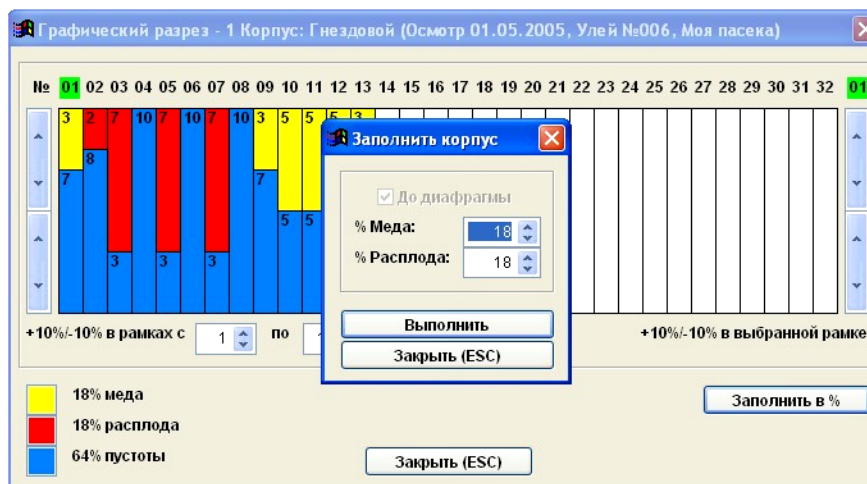 Графический разрез - 1 Корпус: Гнездовой (Осмотр 01.05.2005, Улей №006, Моя пасека)
№ 01 02 03 04 05 06 07 08 09 10 11 12 13 14 15 16 17 18 19 20 21 22 23 24 25 26 27 28 29 30 31 32 01
3 2 7 10 7 10 7 10 3 5 5 5 3
8
7 7
5 5
3 3 3
Заполнить корпус
До диафрагмы
% Меда: 18
% Расплода: 18
Выполнить
Закрыть (ESC)
+10%/-10% в рамках с 1 по 1
+10%/-10% в выбранной рамке
18% меда
18% расплода
64% пустоты
Заполнить в %
Закрыть (ESC)